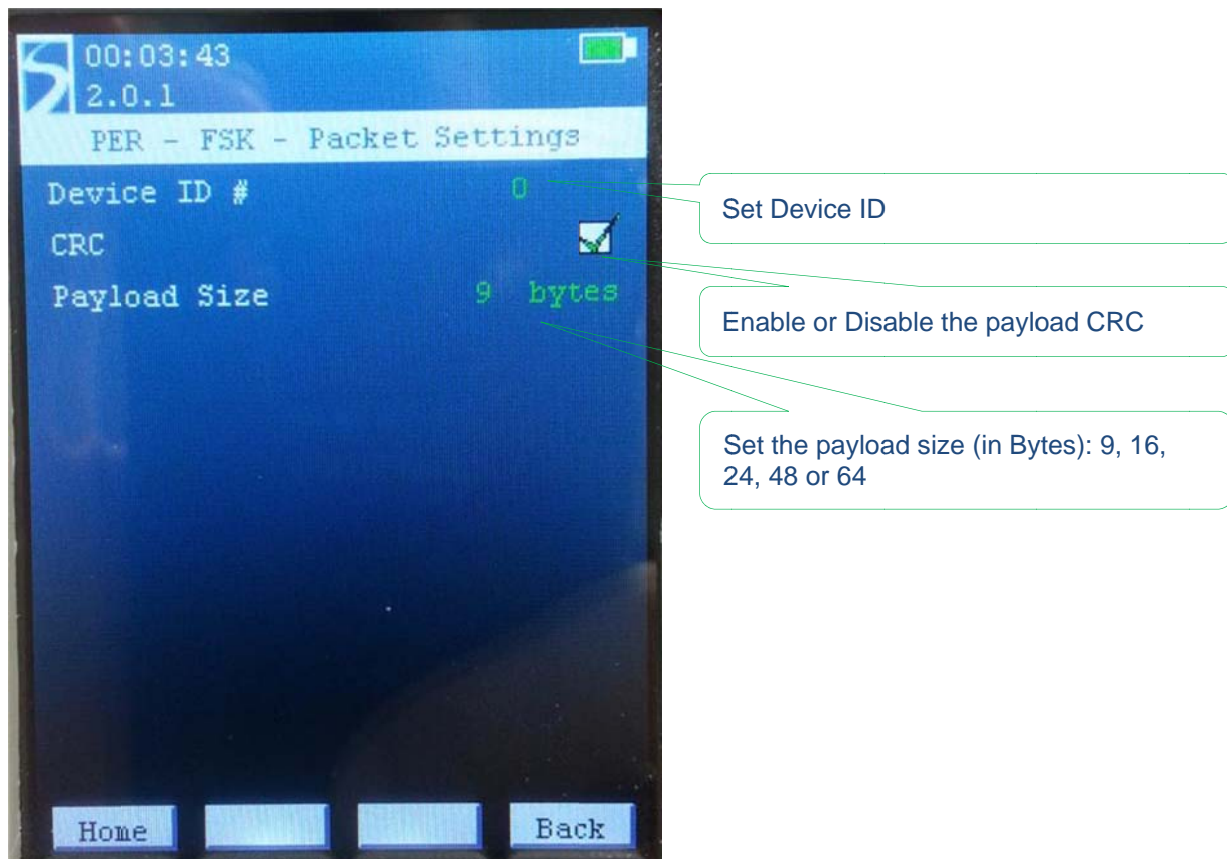 00:03:43
2.0.1
PER - FSK - Packet Settings
Device ID # 0
CRC
Payload Size 9 bytes
Home Back
Set Device ID
Enable or Disable the payload CRC
Set the payload size (in Bytes): 9, 16,
24, 48 or 64